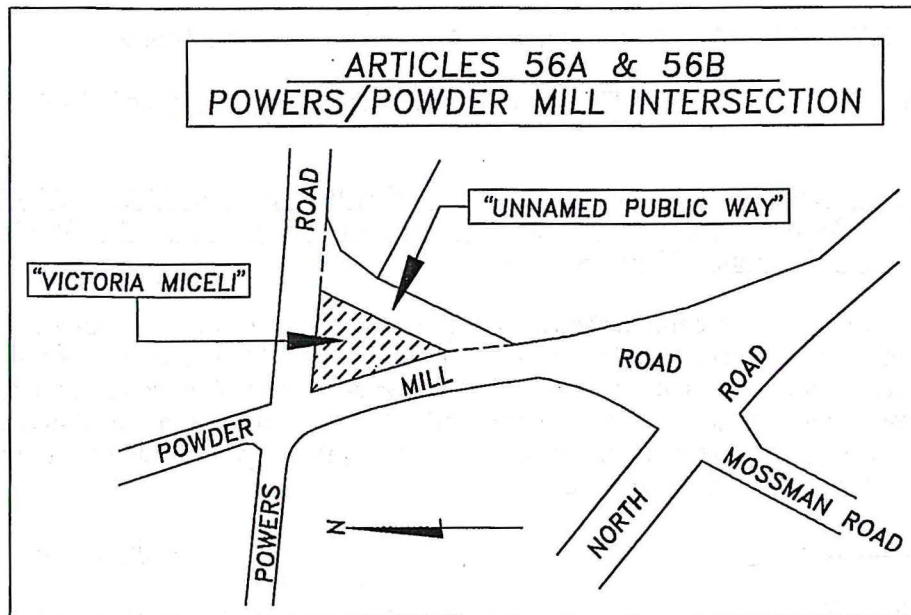 ARTICLES 56A & 56B
POWERS/POWDER MILL INTERSECTION
ROAD
"UNNAMED PUBLIC WAY"
"VICTORIA MICELI"
ROAD
ROAD
MILL
POWDER
MOSSMAN ROAD
NORTH
N
POWERS